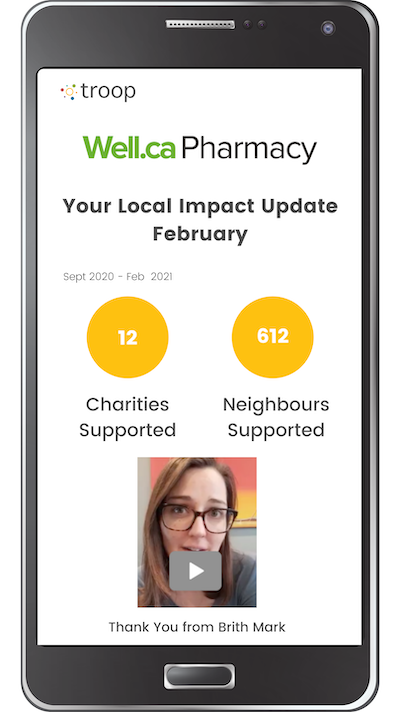 troop
Well.ca Pharmacy
Your Local Impact Update
February
Sept 2020 - Feb 2021
12
612
Charities
Supported
Neighbours
Supported
Thank You from Brith Mark